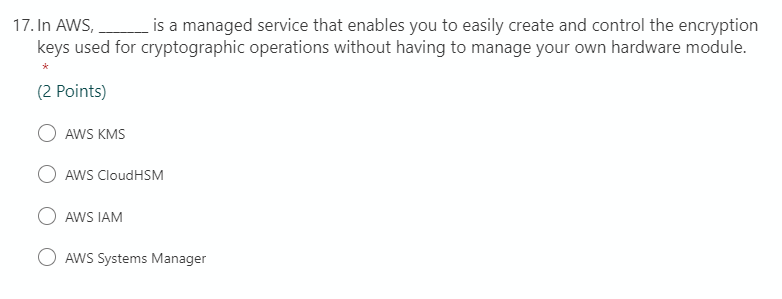 17. In AWS, _______ is a managed service that enables you to easily create and control the encryption
keys used for cryptographic operations without having to manage your own hardware module.
*
(2 Points)
AWS KMS
AWS CloudHSM
AWS IAM
AWS Systems Manager